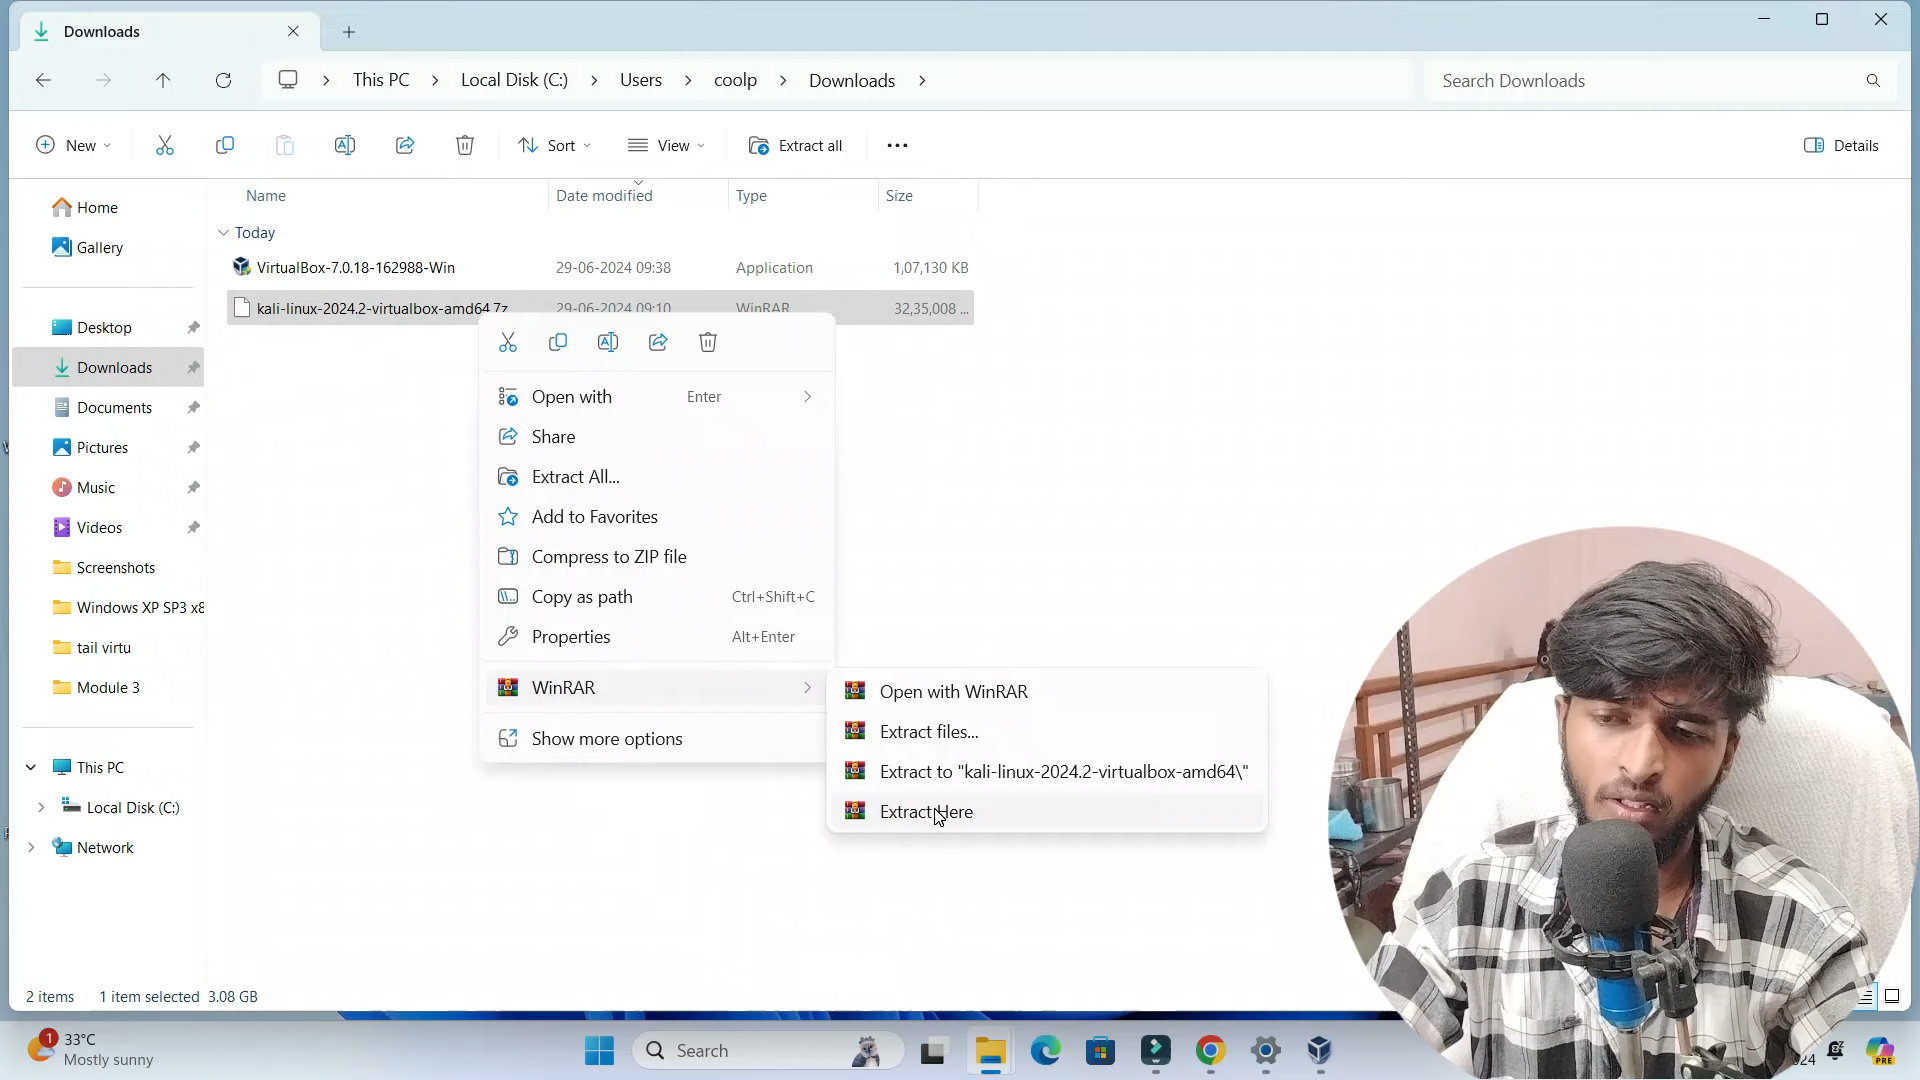 Downloads
This PC
Local Disk (C:)
Users
coolp
Downloads
Search Downloads
New
Sort
View
Extract all
Details
Name
Date modified
Type
Size
Today
VirtualBox-7.0.18-162988-Win
29-06-2024 09:38
Application
1,07,130 KB
kali-linux-2024.2-virtualbox-amd64.7z
29-06-2024 09:10
WinRAR
32,35,008 ...
Home
Gallery
Desktop
Downloads
Documents
Pictures
Music
Videos
Screenshots
Windows XP SP3 x8
tail virtu
Module 3
This PC
Local Disk (C:)
Network
Open with
Enter
Share
Extract All...
Add to Favorites
Compress to ZIP file
Copy as path
Ctrl+Shift+C
Properties
Alt+Enter
WinRAR
Show more options
Open with WinRAR
Extract files...
Extract to "kali-linux-2024.2-virtualbox-amd64\"
Extract Here
2 items
1 item selected 3.08 GB
1
33°C
Mostly sunny
Search
024
PRE